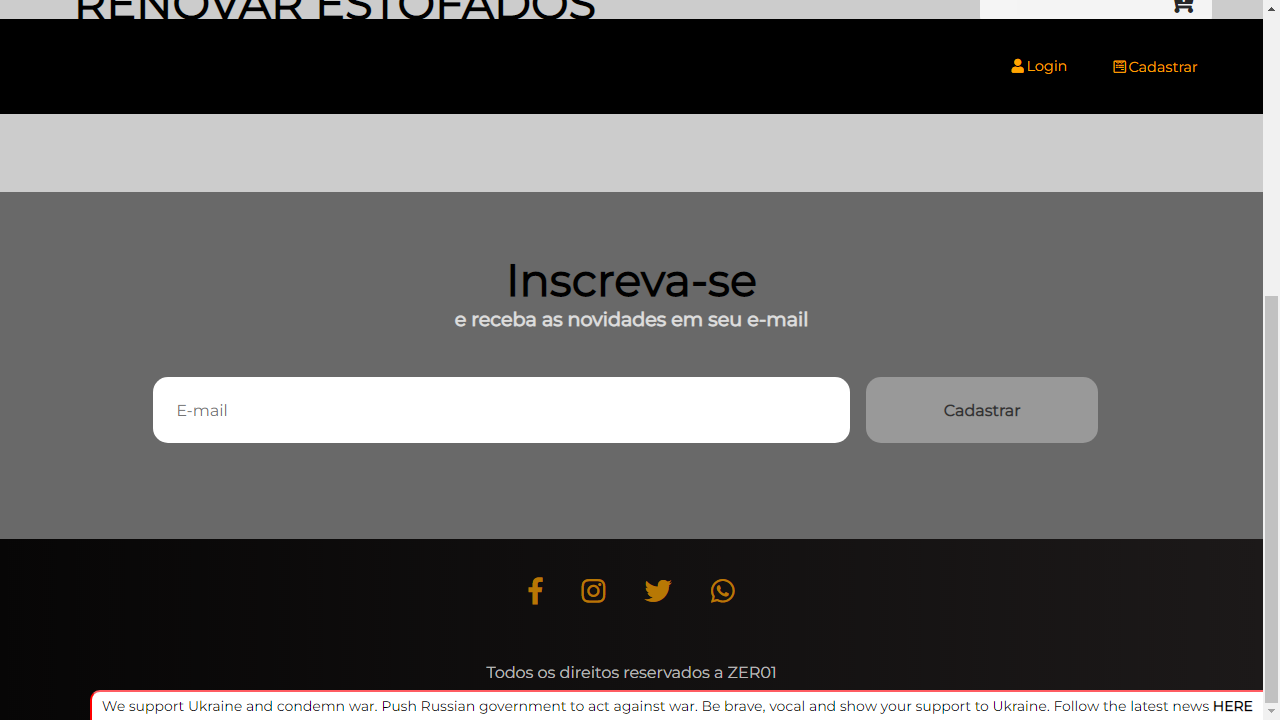 RENOVAR ESTOFADOS
Login
Cadastrar
Inscreva-se
e receba as novidades em seu e-mail
E-mail
Cadastrar
Todos os direitos reservados a ZER01
We support Ukraine and condemn war. Push Russian government to act against war. Be brave, vocal and show your support to Ukraine. Follow the latest news HERE